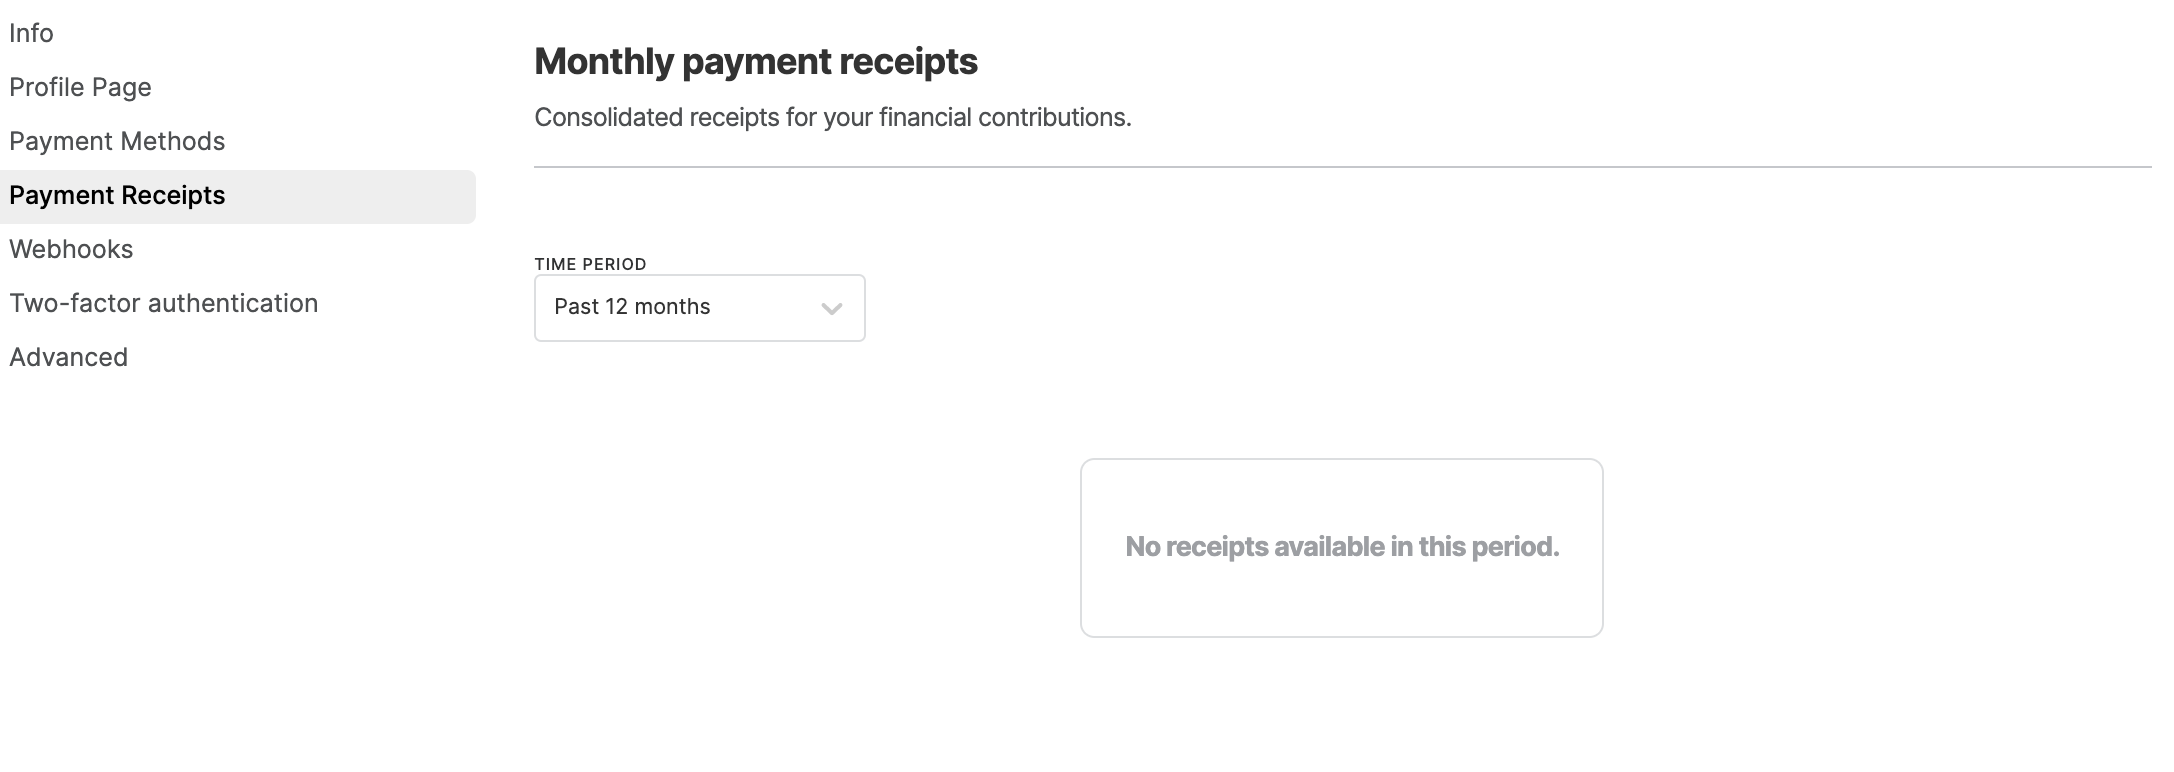 Info
Profile Page
Payment Methods
Payment Receipts
Webhooks
Two-factor authentication
Advanced
Monthly payment receipts
Consolidated receipts for your financial contributions.
TIME PERIOD
Past 12 months
No receipts available in this period.